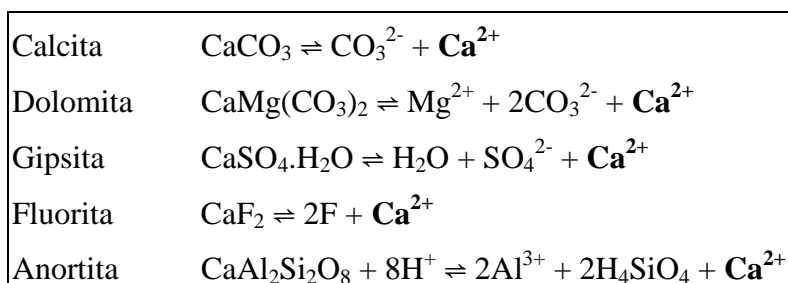 Calcita CaCO₃ ⇌ CO₃²⁻ + Ca²⁺
Dolomita CaMg(CO₃)₂ ⇌ Mg²⁺ + 2CO₃²⁻ + Ca²⁺
Gipsita CaSO₄.H₂O ⇌ H₂O + SO₄²⁻ + Ca²⁺
Fluorita CaF₂ ⇌ 2F + Ca²⁺
Anortita CaAl₂Si₂O₈ + 8H⁺ ⇌ 2Al³⁺ + 2H₄SiO₄ + Ca²⁺